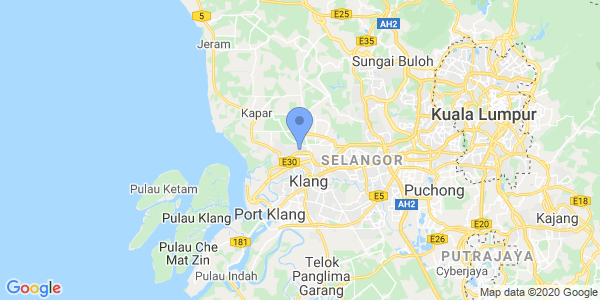 5
E25
E35
AH2
Jeram
Sungai Buloh
Kapar
Kuala Lumpur
E30
SELANGOR
Klang
Pulau Ketam
Puchong
E5
AH2
E18
Pulau Klang
Port Klang
E20
Kajang
181
E26
Pulau Che
Mat Zin
PUTRAJAYA
Telok
Panglima
Garang
Cyberjaya
Pulau Indah
Google
Map data ©2020 Google